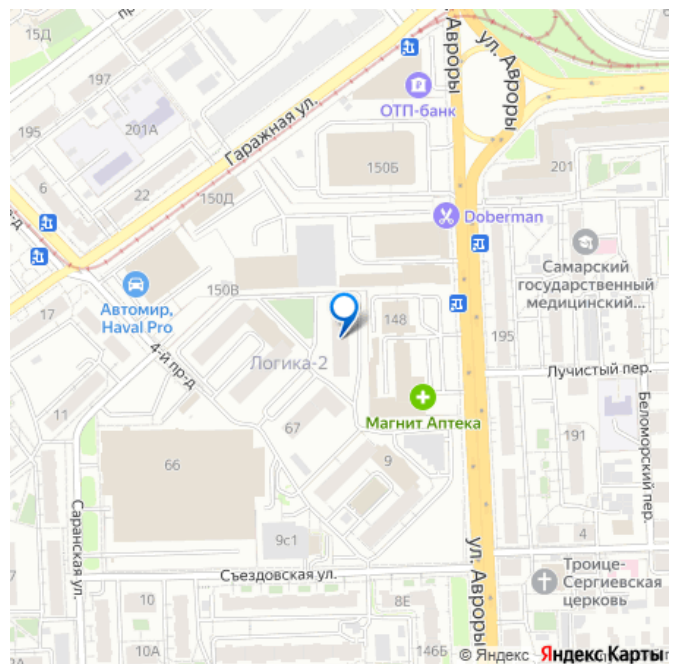 15Д
197
195
201А
Гаражная ул.
ОТП-банк
ул. Авроры
ул. Авроры
6
22
150Б
201
150Д
Doberman
Самарский
государственный
медицинский...
150В
Автомир,
Haval Pro
17
148
195
4-й пр-д
Логика-2
Лучистый пер.
Магнит Аптека
Беломорский пер.
11
67
191
66
9
9с1
4
Саранская ул.
Съездовская ул.
ул. Авроры
Троице-
Сергиевская
церковь
10
8Е
10А
146Б
© Яндекс Яндекс Карты